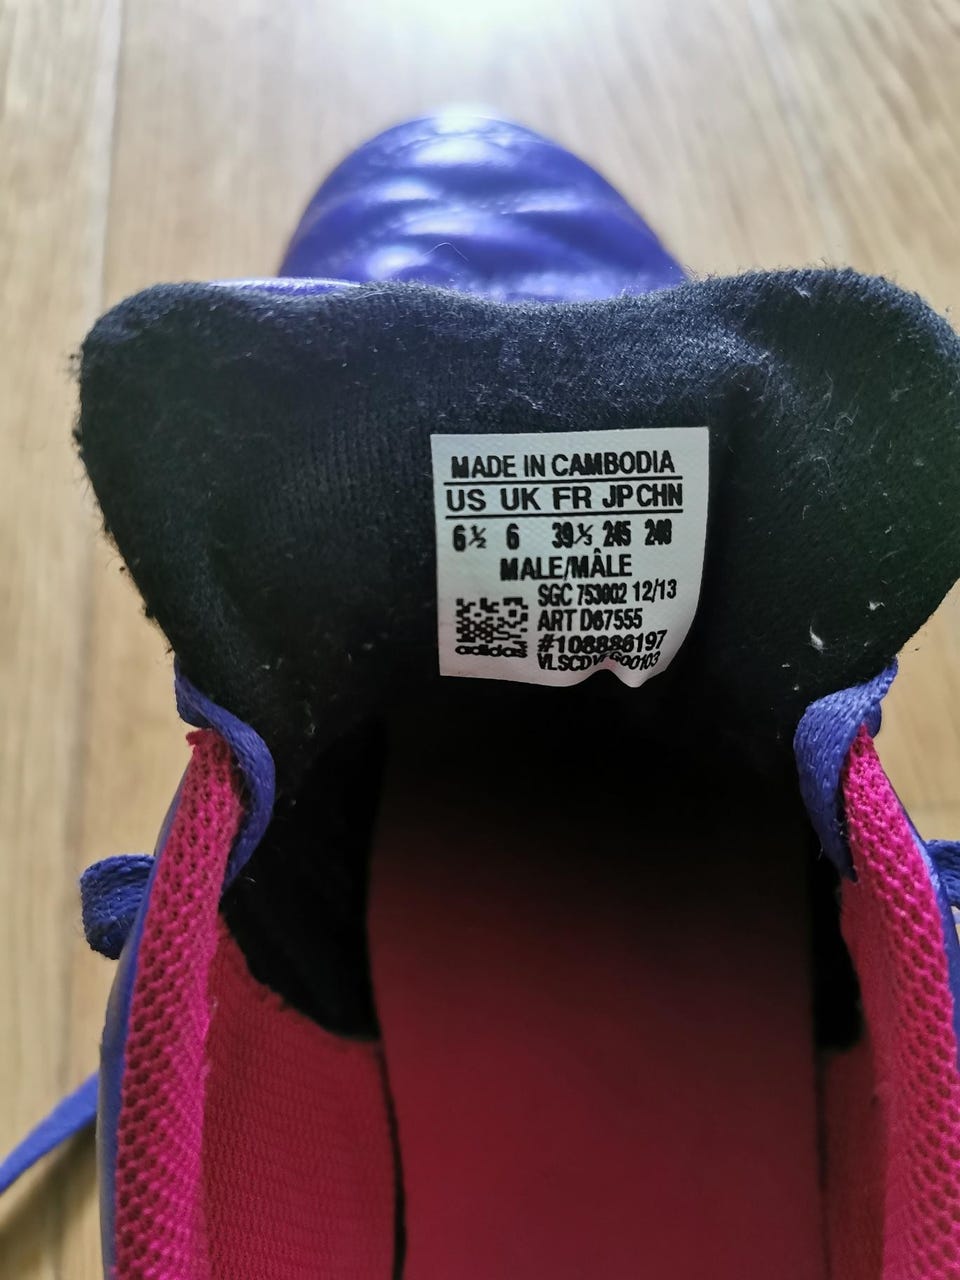 MADE IN CAMBODIA
US UK FR JP CHN
6½ 6 39⅓ 245
MALE/MÂLE
SGC 753002 12/13
ART D67555
#108886197
adidas